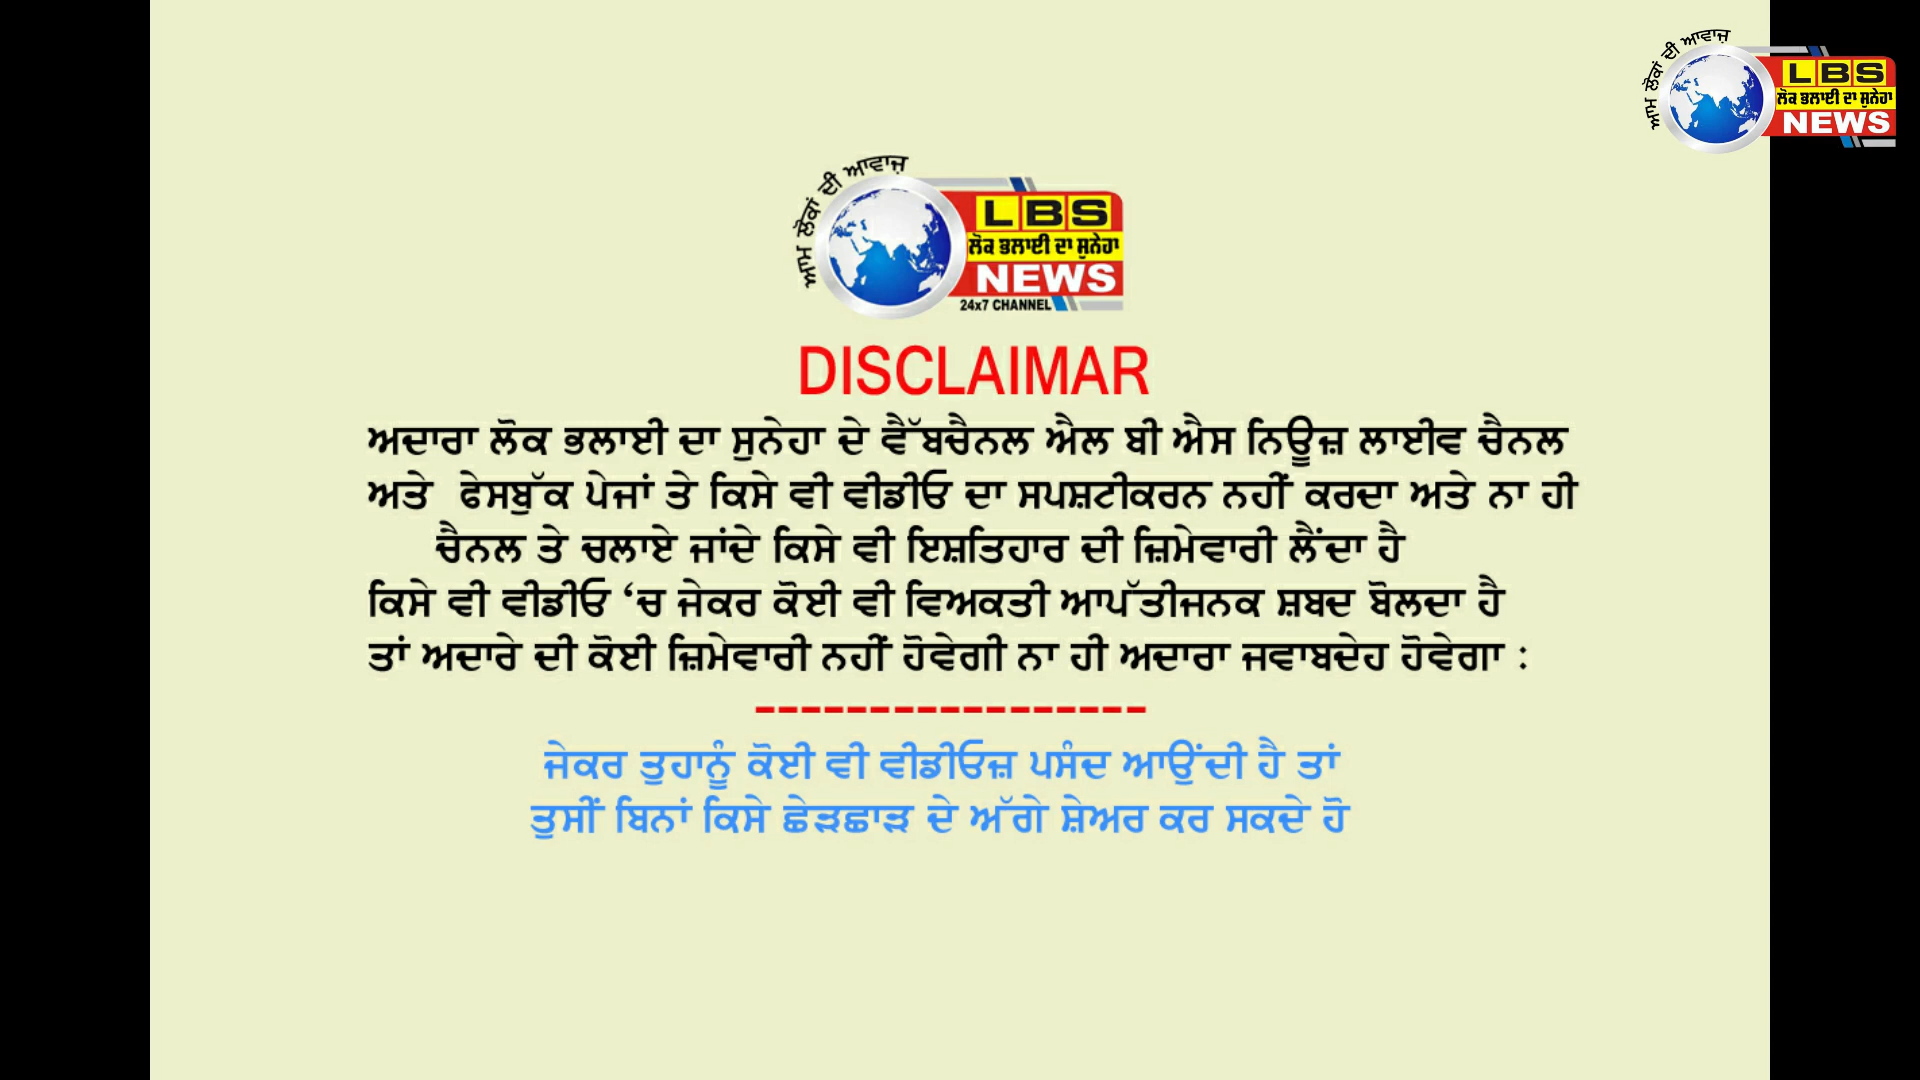 ਆਮ ਲੋਕਾਂ ਦੀ ਆਵਾਜ਼
LBS
ਲੋਕ ਭਲਾਈ ਦਾ ਸੁਨੇਹਾ
NEWS
ਆਮ ਲੋਕਾਂ ਦੀ ਆਵਾਜ਼
LBS
ਲੋਕ ਭਲਾਈ ਦਾ ਸੁਨੇਹਾ
NEWS
24x7 CHANNEL
DISCLAIMAR
ਅਦਾਰਾ ਲੋਕ ਭਲਾਈ ਦਾ ਸੁਨੇਹਾ ਦੇ ਵੈੱਬਚੈਨਲ ਐਲ ਬੀ ਐਸ ਨਿਊਜ਼ ਲਾਈਵ ਚੈਨਲ
ਅਤੇ ਫੇਸਬੁੱਕ ਪੇਜਾਂ ਤੇ ਕਿਸੇ ਵੀ ਵੀਡੀਓ ਦਾ ਸਪਸ਼ਟੀਕਰਨ ਨਹੀਂ ਕਰਦਾ ਅਤੇ ਨਾ ਹੀ
ਚੈਨਲ ਤੇ ਚਲਾਏ ਜਾਂਦੇ ਕਿਸੇ ਵੀ ਇਸ਼ਤਿਹਾਰ ਦੀ ਜ਼ਿਮੇਵਾਰੀ ਲੈਂਦਾ ਹੈ
ਕਿਸੇ ਵੀ ਵੀਡੀਓ ‘ਚ ਜੇਕਰ ਕੋਈ ਵੀ ਵਿਅਕਤੀ ਆਪੱਤੀਜਨਕ ਸ਼ਬਦ ਬੋਲਦਾ ਹੈ
ਤਾਂ ਅਦਾਰੇ ਦੀ ਕੋਈ ਜ਼ਿਮੇਵਾਰੀ ਨਹੀਂ ਹੋਵੇਗੀ ਨਾ ਹੀ ਅਦਾਰਾ ਜਵਾਬਦੇਹ ਹੋਵੇਗਾ :
-----------------
ਜੇਕਰ ਤੁਹਾਨੂੰ ਕੋਈ ਵੀ ਵੀਡੀਓਜ਼ ਪਸੰਦ ਆਉਂਦੀ ਹੈ ਤਾਂ
ਤੁਸੀਂ ਬਿਨਾਂ ਕਿਸੇ ਛੇੜਛਾੜ ਦੇ ਅੱਗੇ ਸ਼ੇਅਰ ਕਰ ਸਕਦੇ ਹੋ